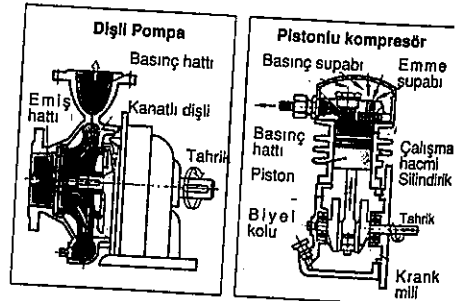 Dişli Pompa
Basınç hattı
Emiş
hattı
Kanatlı dişli
Tahrik
Pistonlu kompresör
Basınç supabı
Emme
supabı
Basınç
hattı
Piston
Çalışma
hacmi
Silindirik
Biyel
kolu
Tahrik
Krank
mili